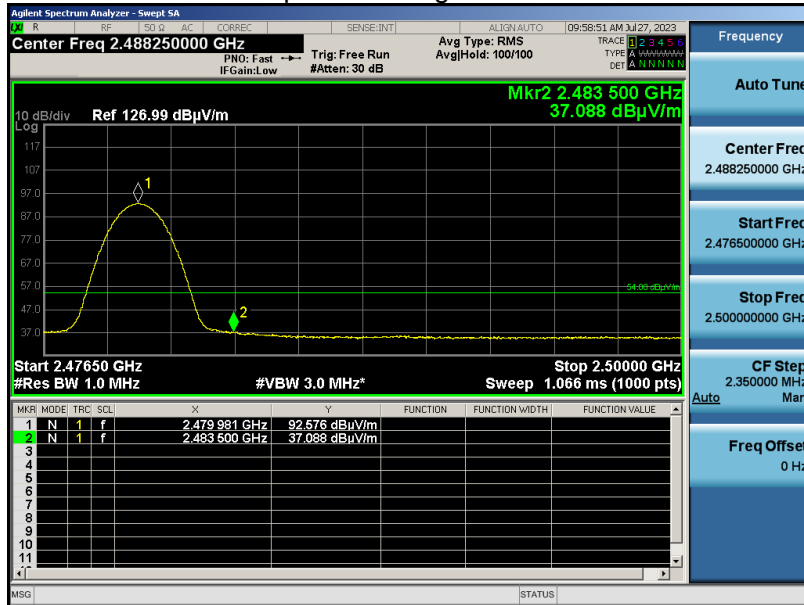 Agilent Spectrum Analyzer - Swept SA
LXI R RF 50 Ω AC CORREC SENSE:INT ALIGN AUTO 09:58:51 AM Jul 27, 2023
Center Freq 2.488250000 GHz
PNO: Fast
IFGain:Low
Trig: Free Run
#Atten: 30 dB
Avg Type: RMS
Avg|Hold: 100/100
TRACE 1 2 3 4 5 6
TYPE A WWWWW
DET A N N N N N
Mkr2 2.483 500 GHz
37.088 dBµV/m
10 dB/div Ref 126.99 dBµV/m
Log
117
107
97.0
87.0
77.0
67.0
57.0
47.0
37.0
1
2
54.00 dBµV/m
Start 2.47650 GHz Stop 2.50000 GHz
#Res BW 1.0 MHz #VBW 3.0 MHz* Sweep 1.066 ms (1000 pts)
MKR MODE TRC SCL X Y FUNCTION FUNCTION WIDTH FUNCTION VALUE
1 N 1 f 2.479 981 GHz 92.576 dBµV/m
2 N 1 f 2.483 500 GHz 37.088 dBµV/m
3
4
5
6
7
8
9
10
11
MSG STATUS
Frequency
Auto Tune
Center Freq
2.488250000 GHz
Start Freq
2.476500000 GHz
Stop Freq
2.500000000 GHz
CF Step
2.350000 MHz
Auto Man
Freq Offset
0 Hz